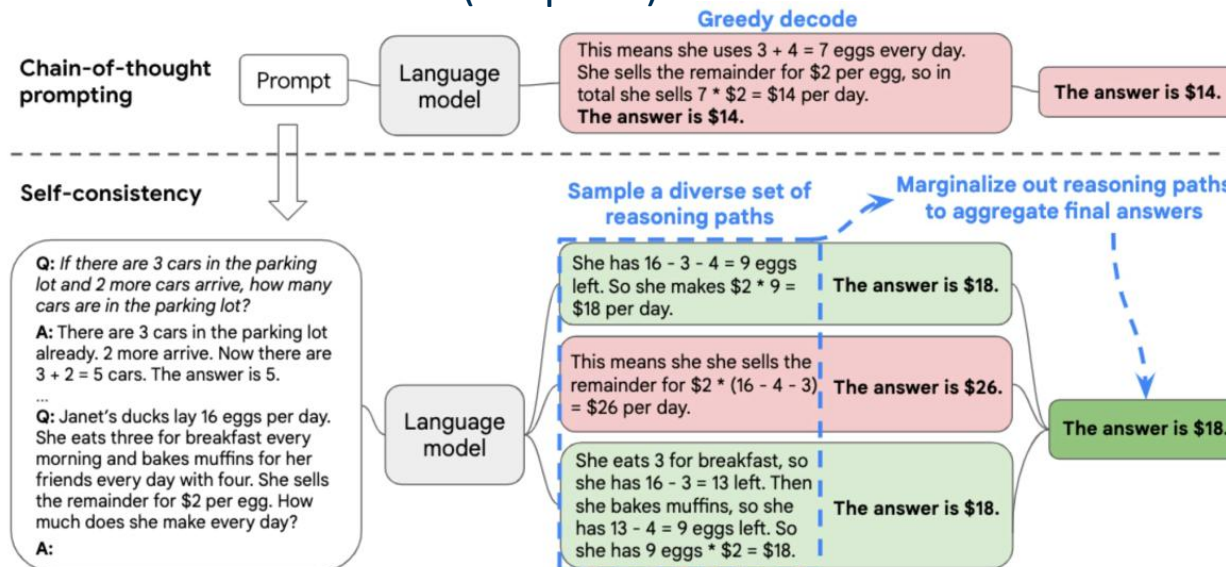 Greedy decode
Chain-of-thought
prompting
Prompt
Language
model
This means she uses 3 + 4 = 7 eggs every day.
She sells the remainder for $2 per egg, so in
total she sells 7 * $2 = $14 per day.
The answer is $14.
The answer is $14.
Self-consistency
Sample a diverse set of
reasoning paths
Marginalize out reasoning paths
to aggregate final answers
Q: If there are 3 cars in the parking
lot and 2 more cars arrive, how many
cars are in the parking lot?
A: There are 3 cars in the parking lot
already. 2 more arrive. Now there are
3 + 2 = 5 cars. The answer is 5.
...
Q: Janet's ducks lay 16 eggs per day.
She eats three for breakfast every
morning and bakes muffins for her
friends every day with four. She sells
the remainder for $2 per egg. How
much does she make every day?
A:
Language
model
She has 16 - 3 - 4 = 9 eggs
left. So she makes $2 * 9 =
$18 per day.
The answer is $18.
This means she she sells the
remainder for $2 * (16 - 4 - 3)
= $26 per day.
The answer is $26.
She eats 3 for breakfast, so
she has 16 - 3 = 13 left. Then
she bakes muffins, so she
has 13 - 4 = 9 eggs left. So
she has 9 eggs * $2 = $18.
The answer is $18.
The answer is $18.